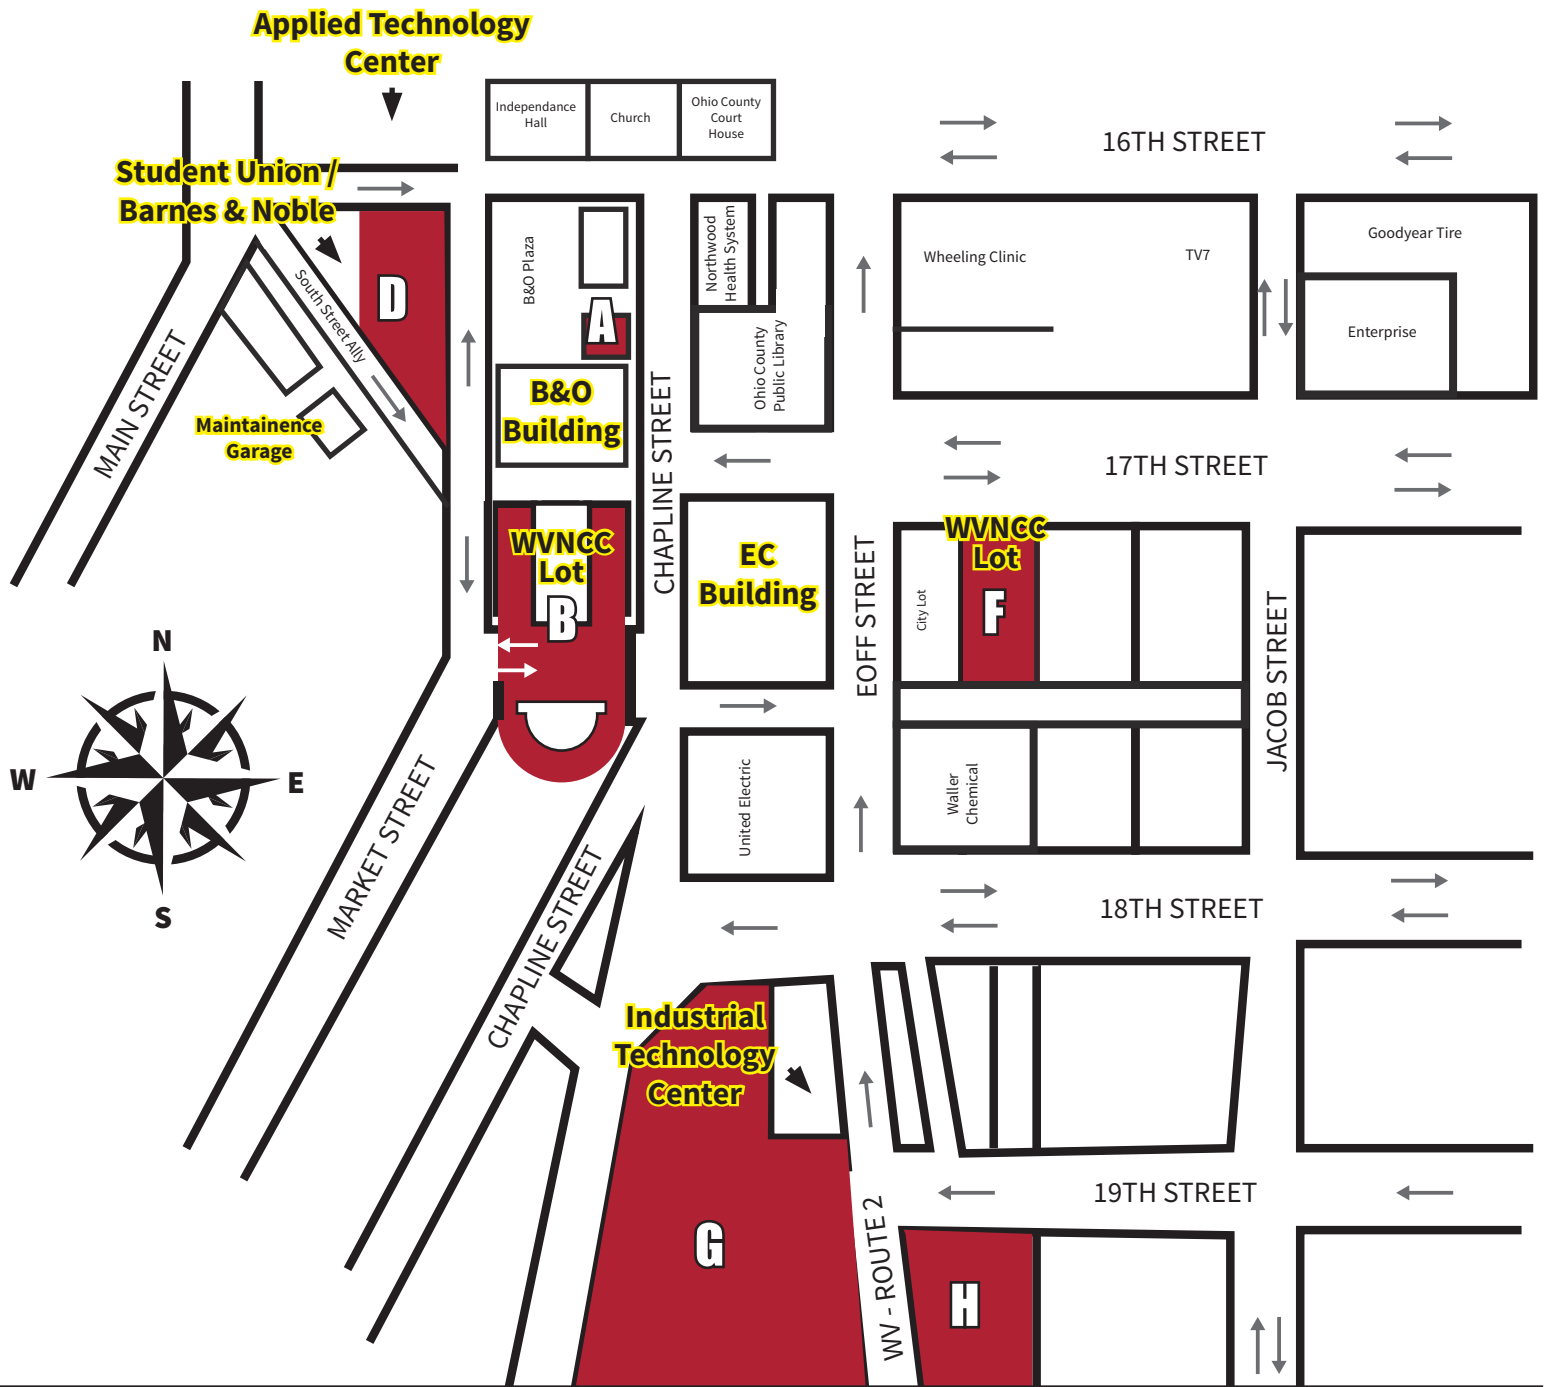 Applied Technology
Center
Independance
Hall
Church
Ohio County
Court
House
16TH STREET
Student Union /
Barnes & Noble
D
South Street Ally
MAIN STREET
Maintainence
Garage
B&O Plaza
A
B&O
Building
Northwood
Health System
Ohio County
Public Library
CHAPLINE STREET
Wheeling Clinic
TV7
Goodyear Tire
Enterprise
17TH STREET
WVNCC
Lot
B
EC
Building
EOFF STREET
City Lot
WVNCC
Lot
F
JACOB STREET
N
W
E
S
MARKET STREET
CHAPLINE STREET
United Electric
Waller
Chemical
18TH STREET
Industrial
Technology
Center
G
19TH STREET
WV - ROUTE 2
H